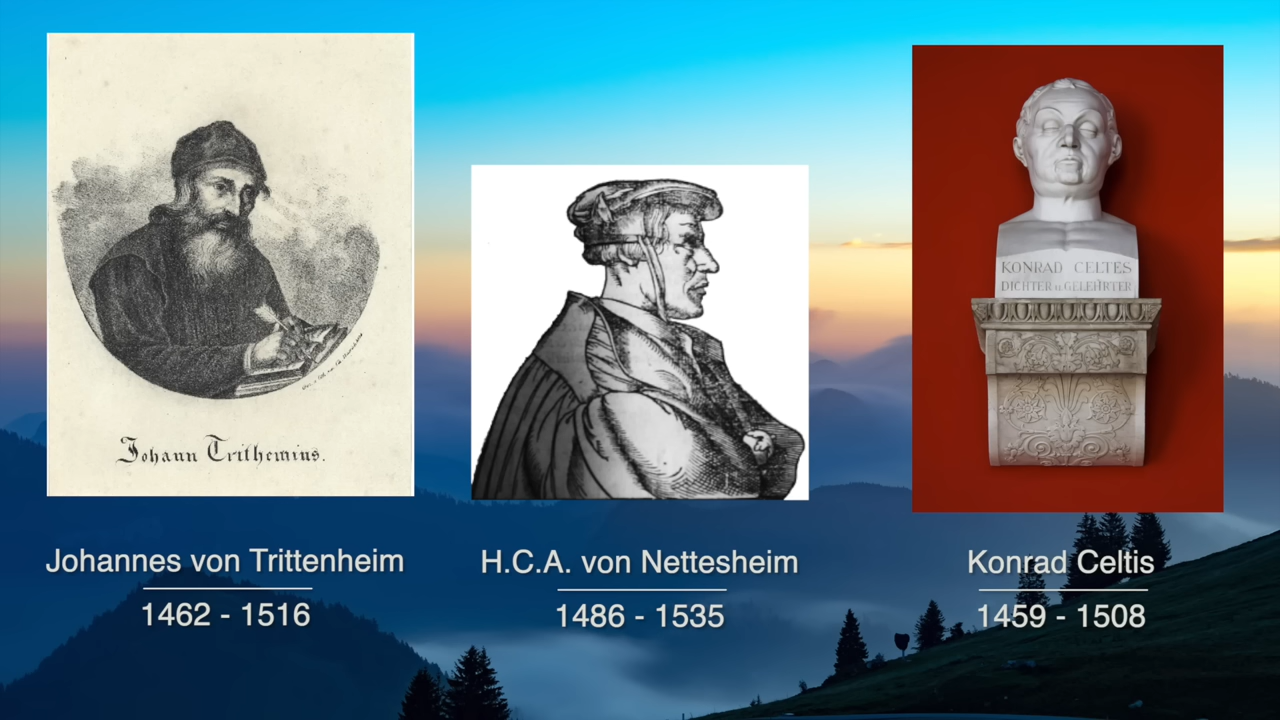 Johann Trithemius.
KONRAD CELTES
DICHTER u. GELEHRTER
Johannes von Trittenheim
1462 - 1516
H.C.A. von Nettesheim
1486 - 1535
Konrad Celtis
1459 - 1508